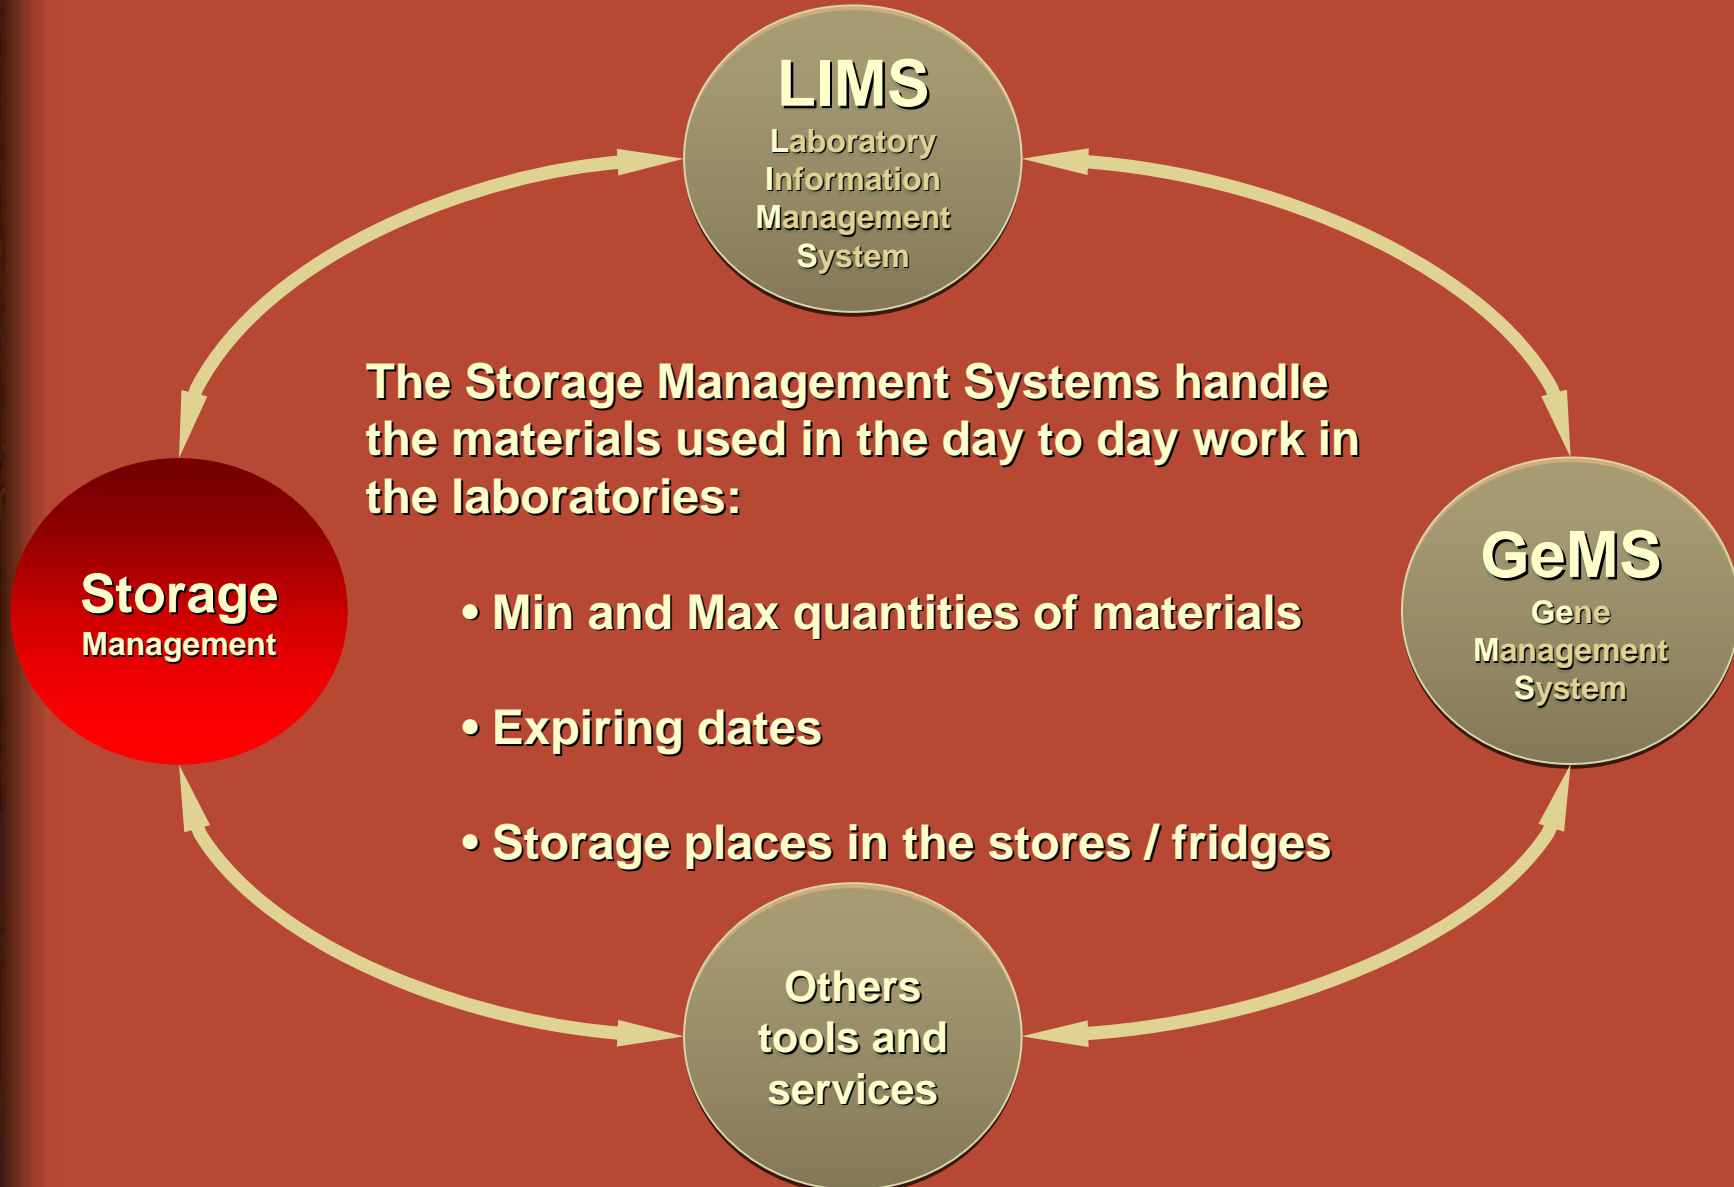 LIMS
Laboratory
Information
Management
System
The Storage Management Systems handle
the materials used in the day to day work in
the laboratories:
Storage
Management
• Min and Max quantities of materials
• Expiring dates
• Storage places in the stores / fridges
GeMS
Gene
Management
System
Others
tools and
services